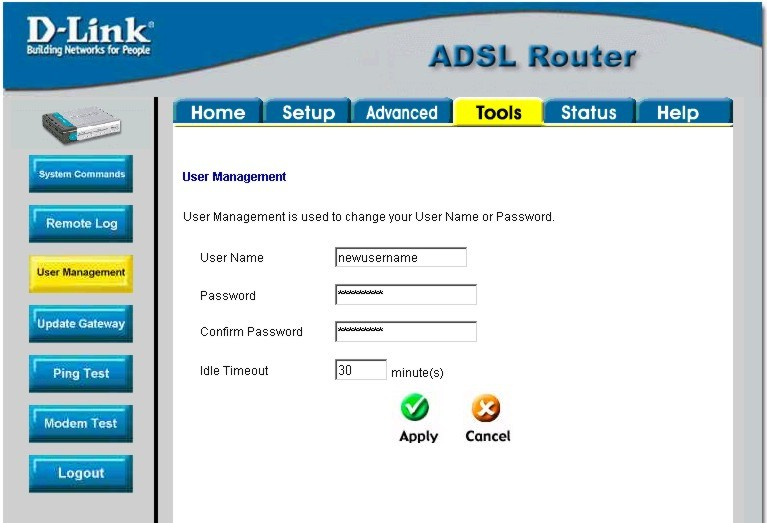 D-Link®
Building Networks for People
ADSL Router
Home Setup Advanced Tools Status Help
System Commands
Remote Log
User Management
Update Gateway
Ping Test
Modem Test
Logout
User Management
User Management is used to change your User Name or Password.
User Name newusername
Password **********
Confirm Password **********
Idle Timeout 30 minute(s)
Apply Cancel